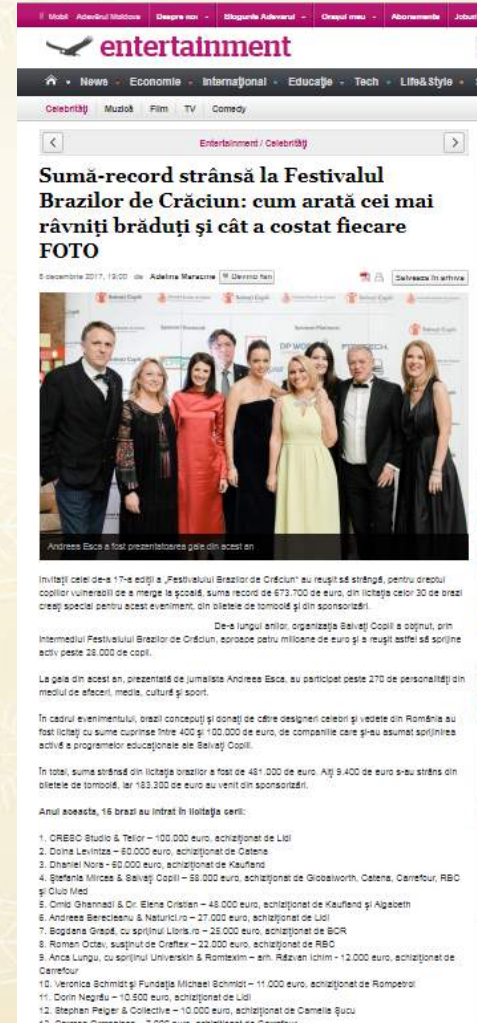 Mobil Adevărul Moldova Despre noi Blogurile Adevarul Orașul meu Abonamente Joburi
entertainment
News Economie Internațional Educație Tech Life&Style
Celebrități Muzică Film TV Comedy
Entertainment / Celebrități
Sumă-record strânsă la Festivalul
Brazilor de Crăciun: cum arată cei mai
râvniți brăduți și cât a costat fiecare
FOTO
decembrie 2017, 19:00 de Adelina Maracine Devino fan
Salveaza în arhiva
Salvați Copiii
DP WORLD
Andreea Esca a fost prezentatoarea galei din acest an
Invitații celei de-a 17-a ediții a „Festivalului Brazilor de Crăciun” au reușit să strângă, pentru dreptul
copiilor vulnerabili de a merge la școală, suma record de 673.700 de euro, din licitația celor 30 de brazi
creați special pentru acest eveniment, din biletele de tombolă și din sponsorizări.
De-a lungul anilor, organizația Salvați Copiii a obținut, prin
intermediul Festivalului Brazilor de Crăciun, aproape patru milioane de euro și a reușit astfel să sprijine
activ peste 28.000 de copii.
La gala din acest an, prezentată de jurnalista Andreea Esca, au participat peste 270 de personalități din
mediul de afaceri, media, cultură și sport.
În cadrul evenimentului, brazii concepuți și donați de către designeri celebri și vedete din România au
fost licitați cu sume cuprinse între 400 și 100.000 de euro, de companiile care și-au asumat sprijinirea
activă a programelor educaționale ale Salvați Copiii.
În total, suma strânsă din licitația brazilor a fost de 481.000 de euro. Alți 9.400 de euro s-au strâns din
biletele de tombolă, iar 183.300 de euro au venit din sponsorizări.
Anul aceasta, 16 brazi au intrat în licitația serii:
1. CRESC Studio & Tellor – 100.000 euro, achiziționat de Lidl
2. Doina Levintza – 60.000 euro, achiziționat de Catena
3. Dhaniel Nora - 60.000 euro, achiziționat de Kaufland
4. Ștefania Mircea & Salvați Copiii – 58.000 euro, achiziționat de Globalworth, Catena, Carrefour, RBC
și Club Med
5. Omid Ghannadi & Dr. Elena Cristian – 48.000 euro, achiziționat de Kaufland și Algabeth
6. Andreea Berecleanu & Naturlci.ro – 27.000 euro, achiziționat de Lidl
7. Bogdana Grapă, cu sprijinul Libris.ro – 25.000 euro, achiziționat de BCR
8. Roman Octav, susținut de Craftex – 22.000 euro, achiziționat de RBC
9. Anca Lungu, cu sprijinul Universkin & Romtexim – arh. Răzvan Ichim - 12.000 euro, achiziționat de
Carrefour
10. Veronica Schmidt și Fundația Michael Schmidt – 11.000 euro, achiziționat de Rompetrol
11. Dorin Negrău – 10.500 euro, achiziționat de Lidl
12. Stephan Pelger & Collective – 10.000 euro, achiziționat de Camelia Șucu